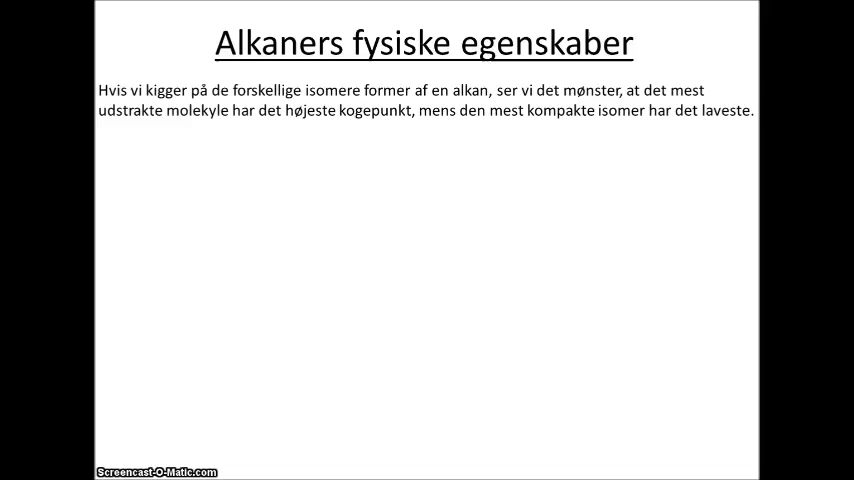 Alkaners fysiske egenskaber
Hvis vi kigger på de forskellige isomere former af en alkan, ser vi det mønster, at det mest
udstrakte molekyle har det højeste kogepunkt, mens den mest kompakte isomer har det laveste.
Screencast-O-Matic.com